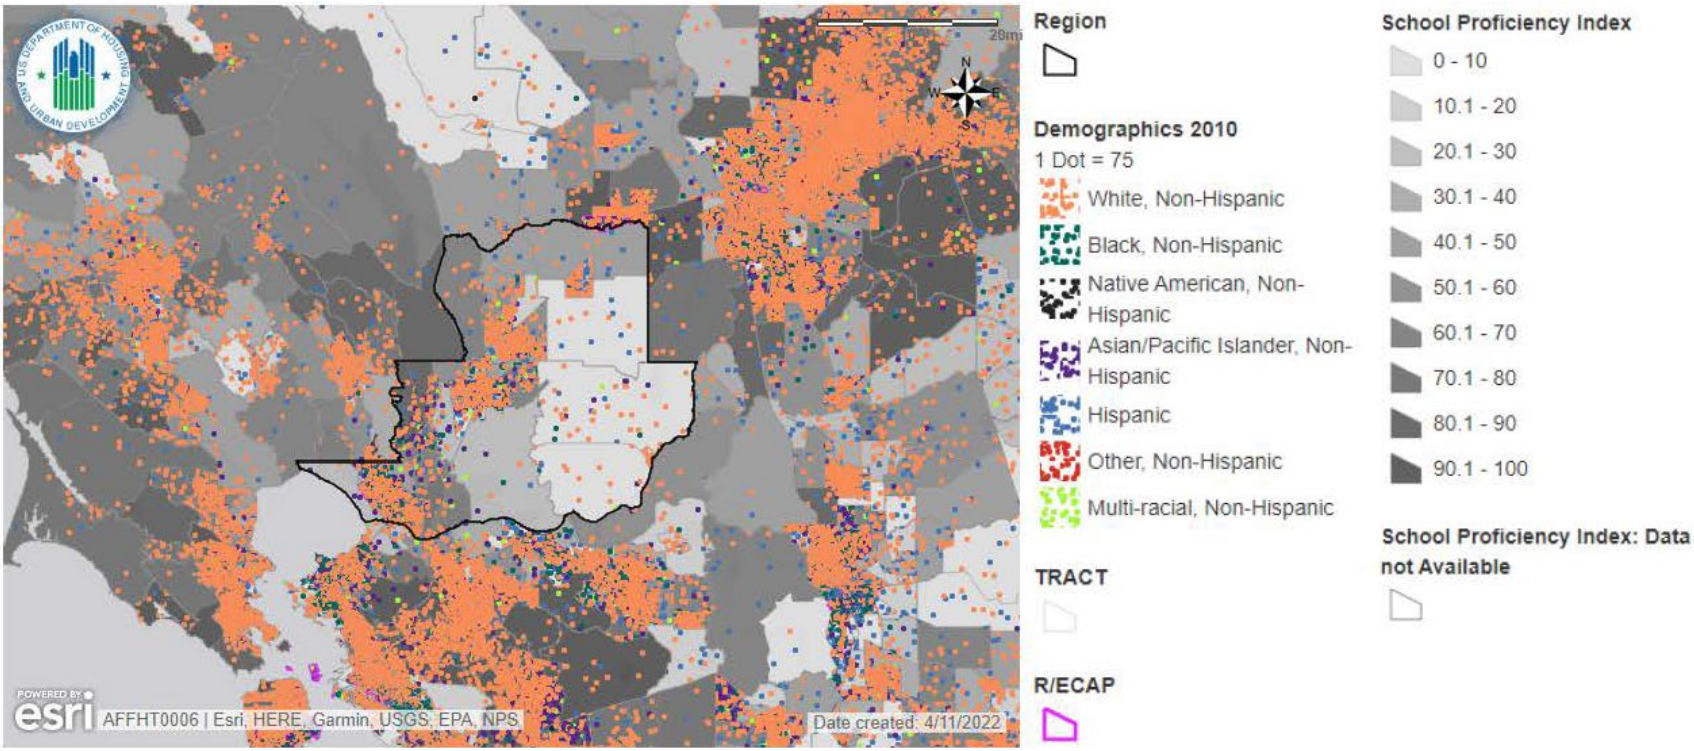 U.S. DEPARTMENT OF HOUSING
AND URBAN DEVELOPMENT
20mi
N
W
E
S
POWERED BY
esri
AFFHT0006 | Esri, HERE, Garmin, USGS, EPA, NPS
Date created: 4/11/2022
Region
Demographics 2010
1 Dot = 75
White, Non-Hispanic
Black, Non-Hispanic
Native American, Non-
Hispanic
Asian/Pacific Islander, Non-
Hispanic
Hispanic
Other, Non-Hispanic
Multi-racial, Non-Hispanic
TRACT
R/ECAP
School Proficiency Index
0 - 10
10.1 - 20
20.1 - 30
30.1 - 40
40.1 - 50
50.1 - 60
60.1 - 70
70.1 - 80
80.1 - 90
90.1 - 100
School Proficiency Index: Data
not Available